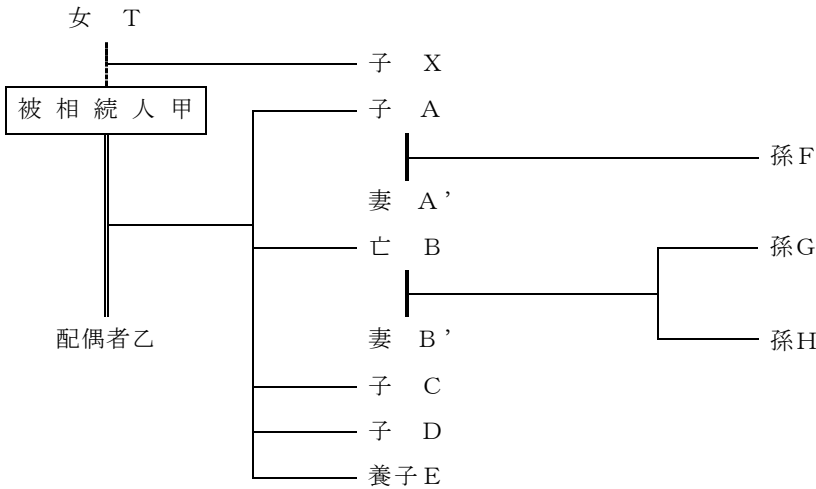 女　T
子　X
被 相 続 人 甲
子　A
孫F
妻　A'
亡　B
孫G
配偶者乙
妻　B'
孫H
子　C
子　D
養子E